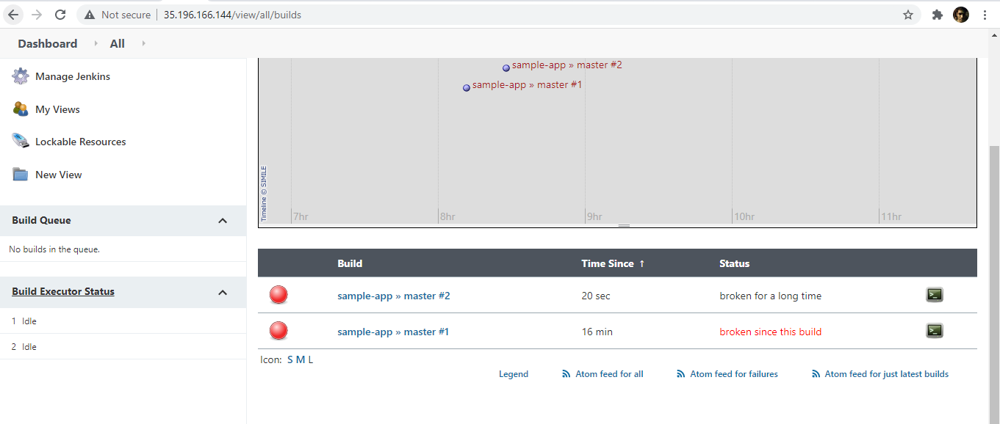 Not secure | 35.196.166.144/view/all/builds
Dashboard All
Manage Jenkins
My Views
Lockable Resources
New View
Build Queue
No builds in the queue.
Build Executor Status
1 Idle
2 Idle
sample-app » master #2
sample-app » master #1
Timeline © SIMILE
7hr 8hr 9hr 10hr 11hr
Build Time Since ↑ Status
sample-app » master #2 20 sec broken for a long time
sample-app » master #1 16 min broken since this build
Icon: S M L
Legend Atom feed for all Atom feed for failures Atom feed for just latest builds